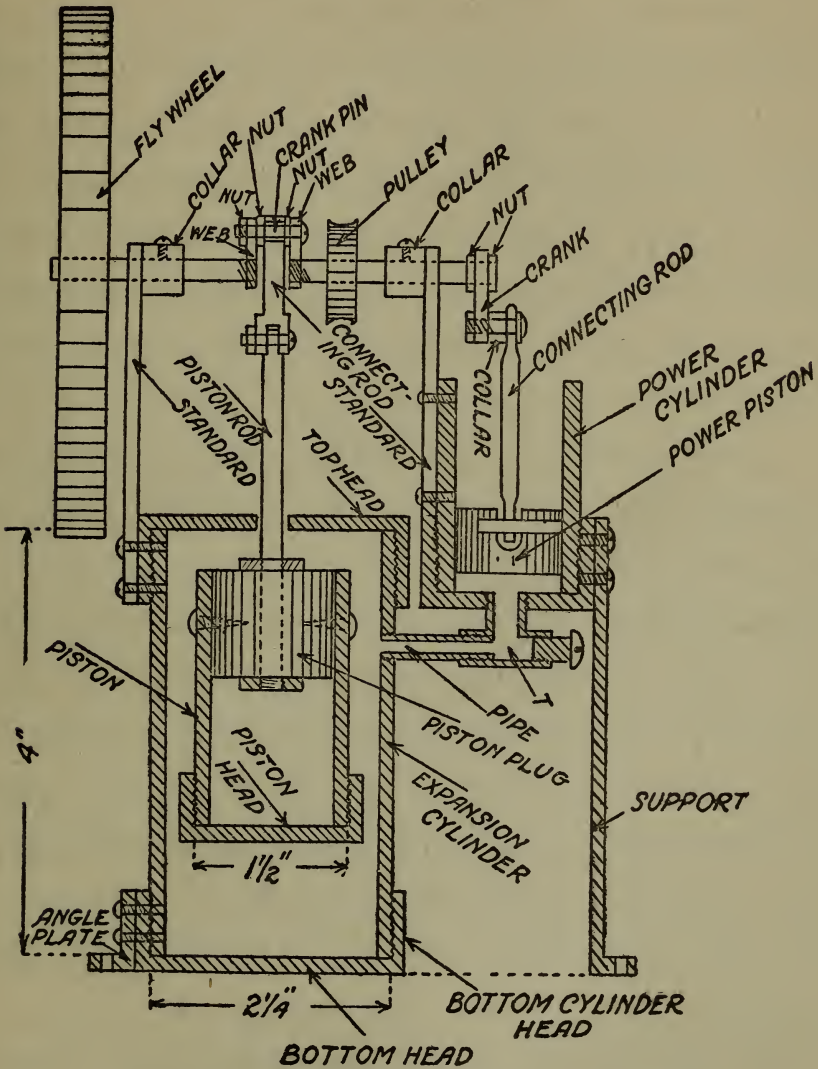 FLY WHEEL
COLLAR
NUT
NUT
CRANK PIN
NUT
WEB
WEB
PULLEY
COLLAR
NUT
CRANK
CONNECTING ROD
COLLAR
POWER
CYLINDER
POWER PISTON
PISTON ROD
STANDARD
CONNECT-
ING ROD
STANDARD
TOP HEAD
4"
PISTON
PISTON
HEAD
1½"
PIPE
T
PISTON PLUG
EXPANSION
CYLINDER
SUPPORT
ANGLE
PLATE
2¼"
BOTTOM CYLINDER
HEAD
BOTTOM HEAD